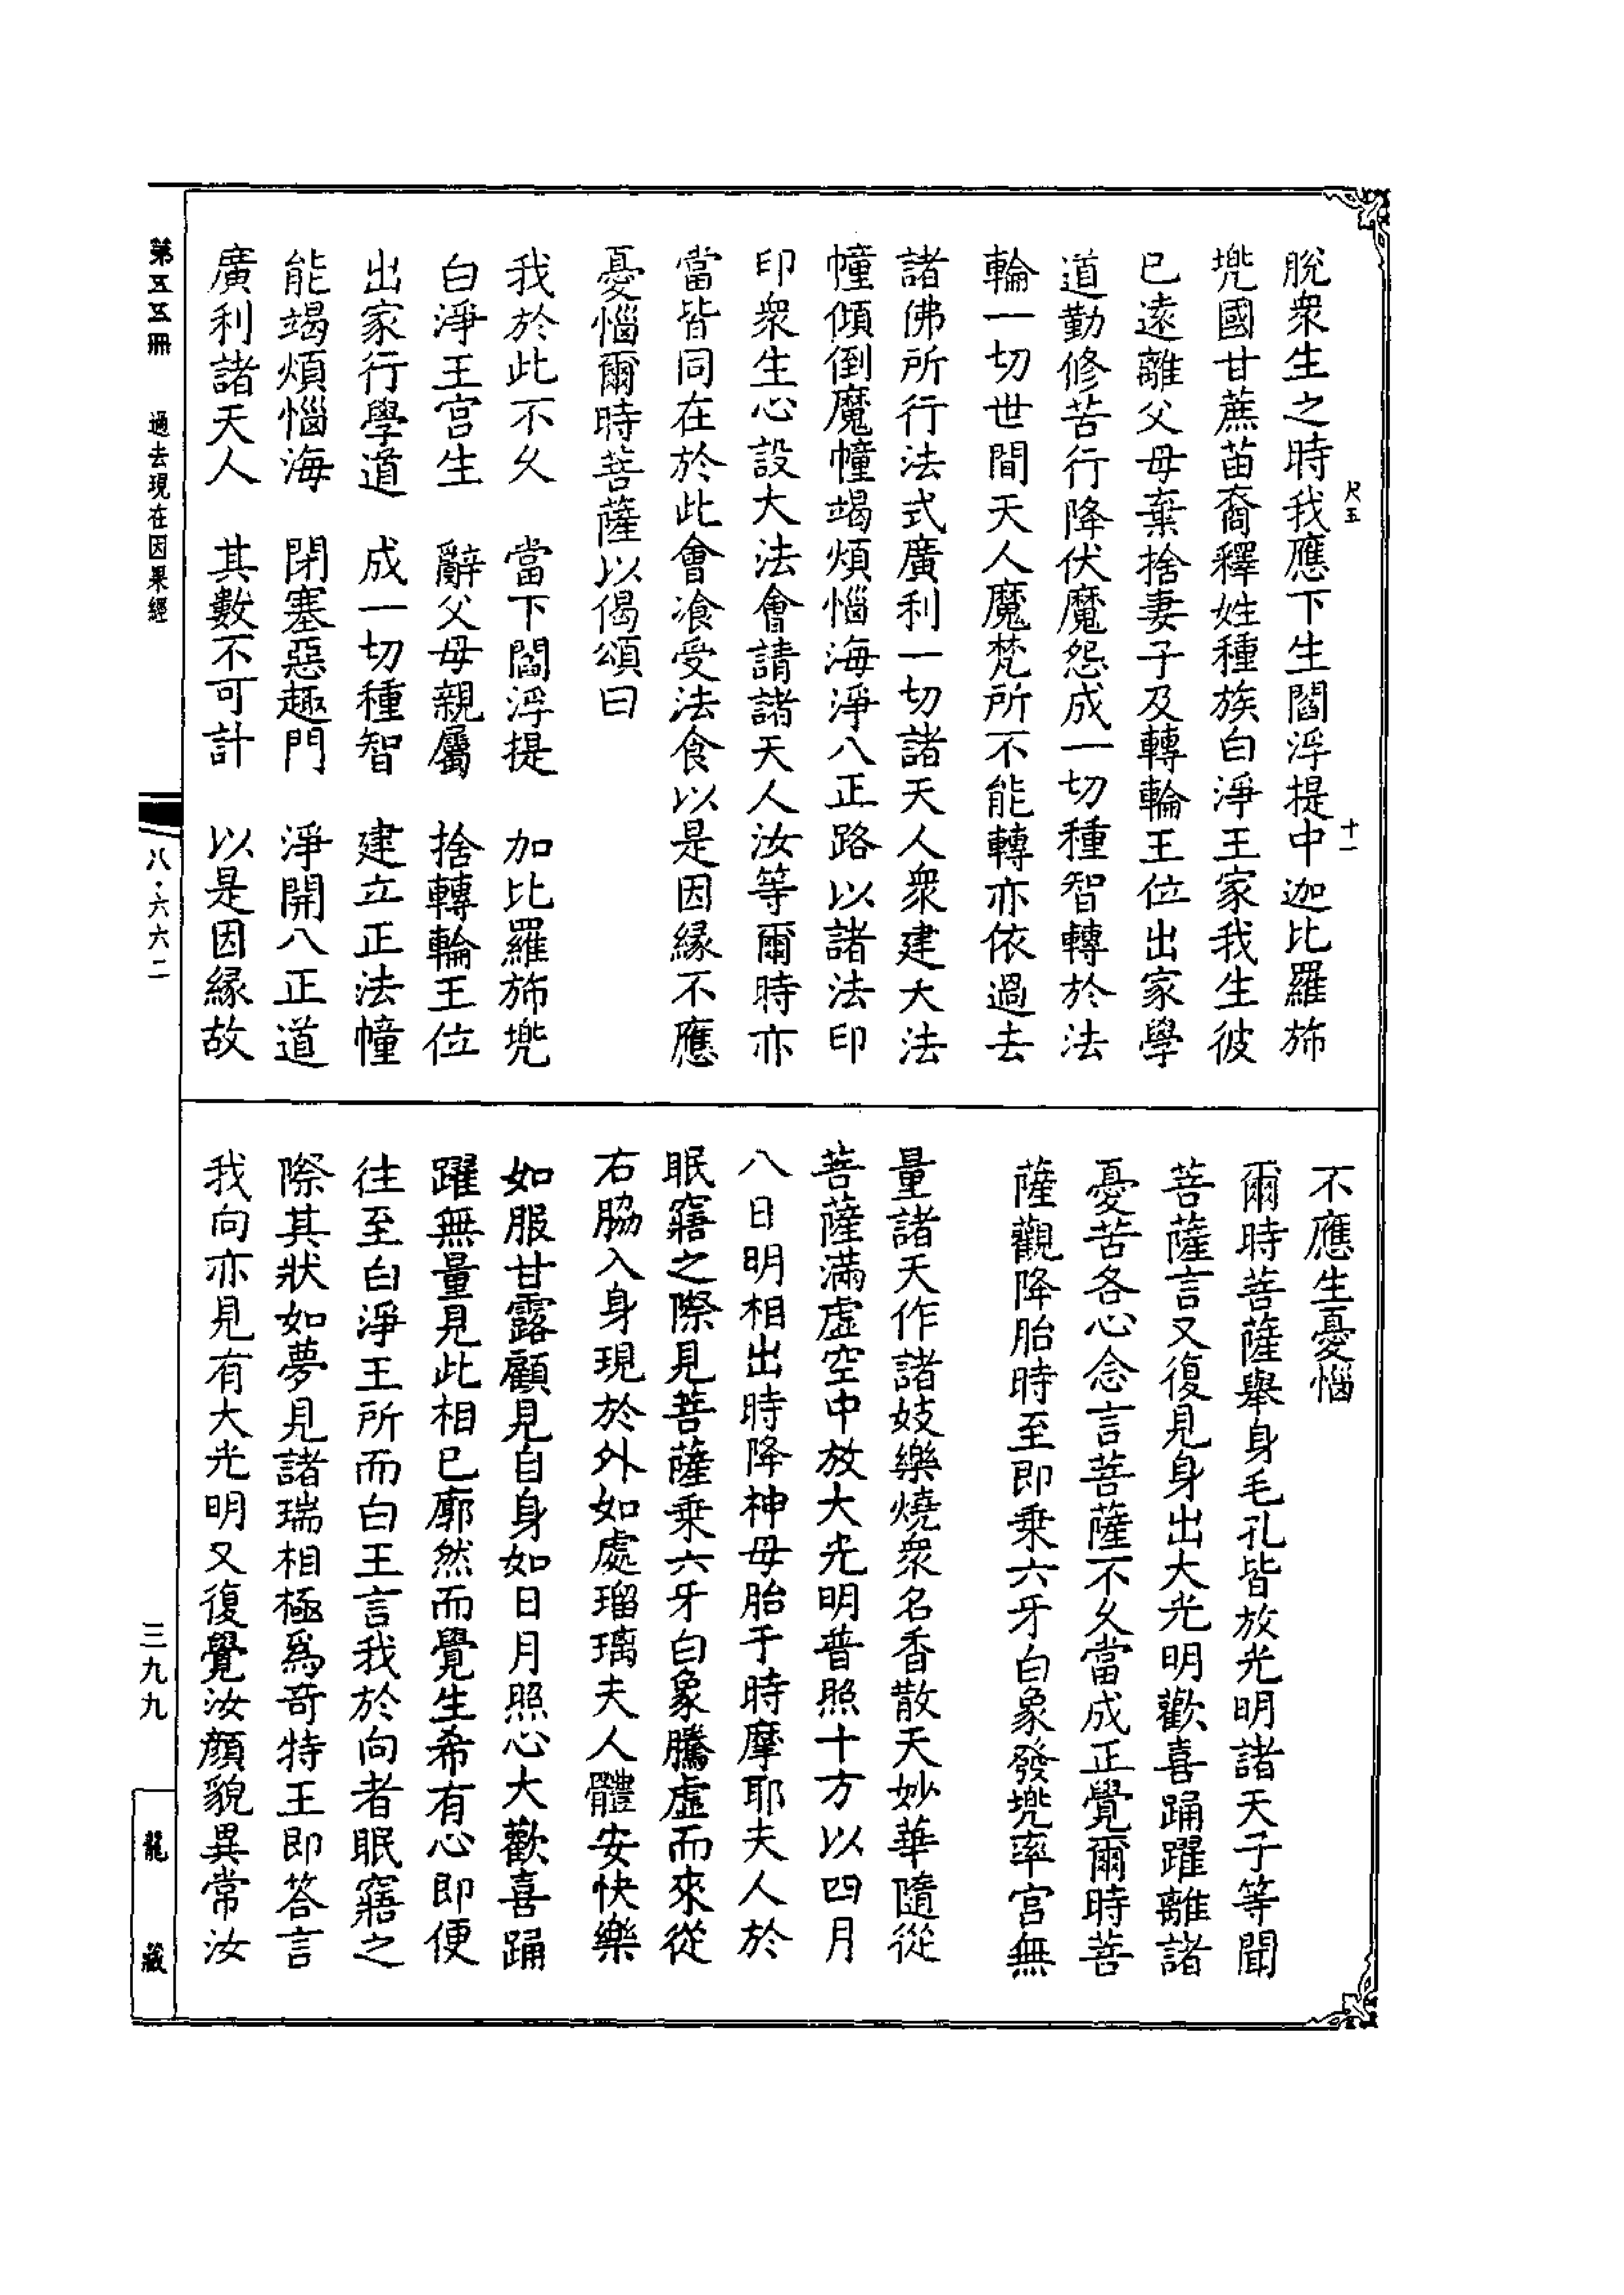 尺五
十一
脫衆生之時我應下生閻浮提中迦比羅斾
兠國甘蔗苗裔釋姓種族白淨王家我生彼
已遠離父母棄捨妻子及轉輪王位出家學
道勤修苦行降伏魔怨成一切種智轉於法
輪一切世間天人魔梵所不能轉亦依過去
諸佛所行法式廣利一切諸天人衆建大法
幢傾倒魔幢竭煩惱海淨八正路以諸法印
印衆生心設大法會請諸天人汝等爾時亦
當皆同在於此會飡受法食以是因緣不應
憂惱爾時菩薩以偈頌曰
我於此不久 當下閻浮提 加比羅斾兠
白淨王宮生 辭父母親屬 捨轉輪王位
出家行學道 成一切種智 建立正法幢
能竭煩惱海 閉塞惡趣門 淨開八正道
廣利諸天人 其數不可計 以是因緣故
不應生憂惱
爾時菩薩舉身毛孔皆放光明諸天子等聞
菩薩言又復見身出大光明歡喜踊躍離諸
憂苦各心念言菩薩不久當成正覺爾時菩
薩觀降胎時至即乗六牙白象發兠率宮無
量諸天作諸妓樂燒衆名香散天妙華隨從
菩薩滿虛空中放大光明普照十方以四月
八日明相出時降神母胎于時摩耶夫人於
眠寤之際見菩薩乗六牙白象騰虛而來從
右脇入身現於外如處瑠璃夫人體安快樂
如服甘露顧見自身如日月照心大歡喜踊
躍無量見此相已廓然而覺生希有心即便
往至白淨王所而白王言我於向者眠寤之
際其狀如夢見諸瑞相極爲奇特王即答言
我向亦見有大光明又復覺汝顏貌異常汝
第五五冊 過去現在因果經 八·六六二
三九九
龍藏